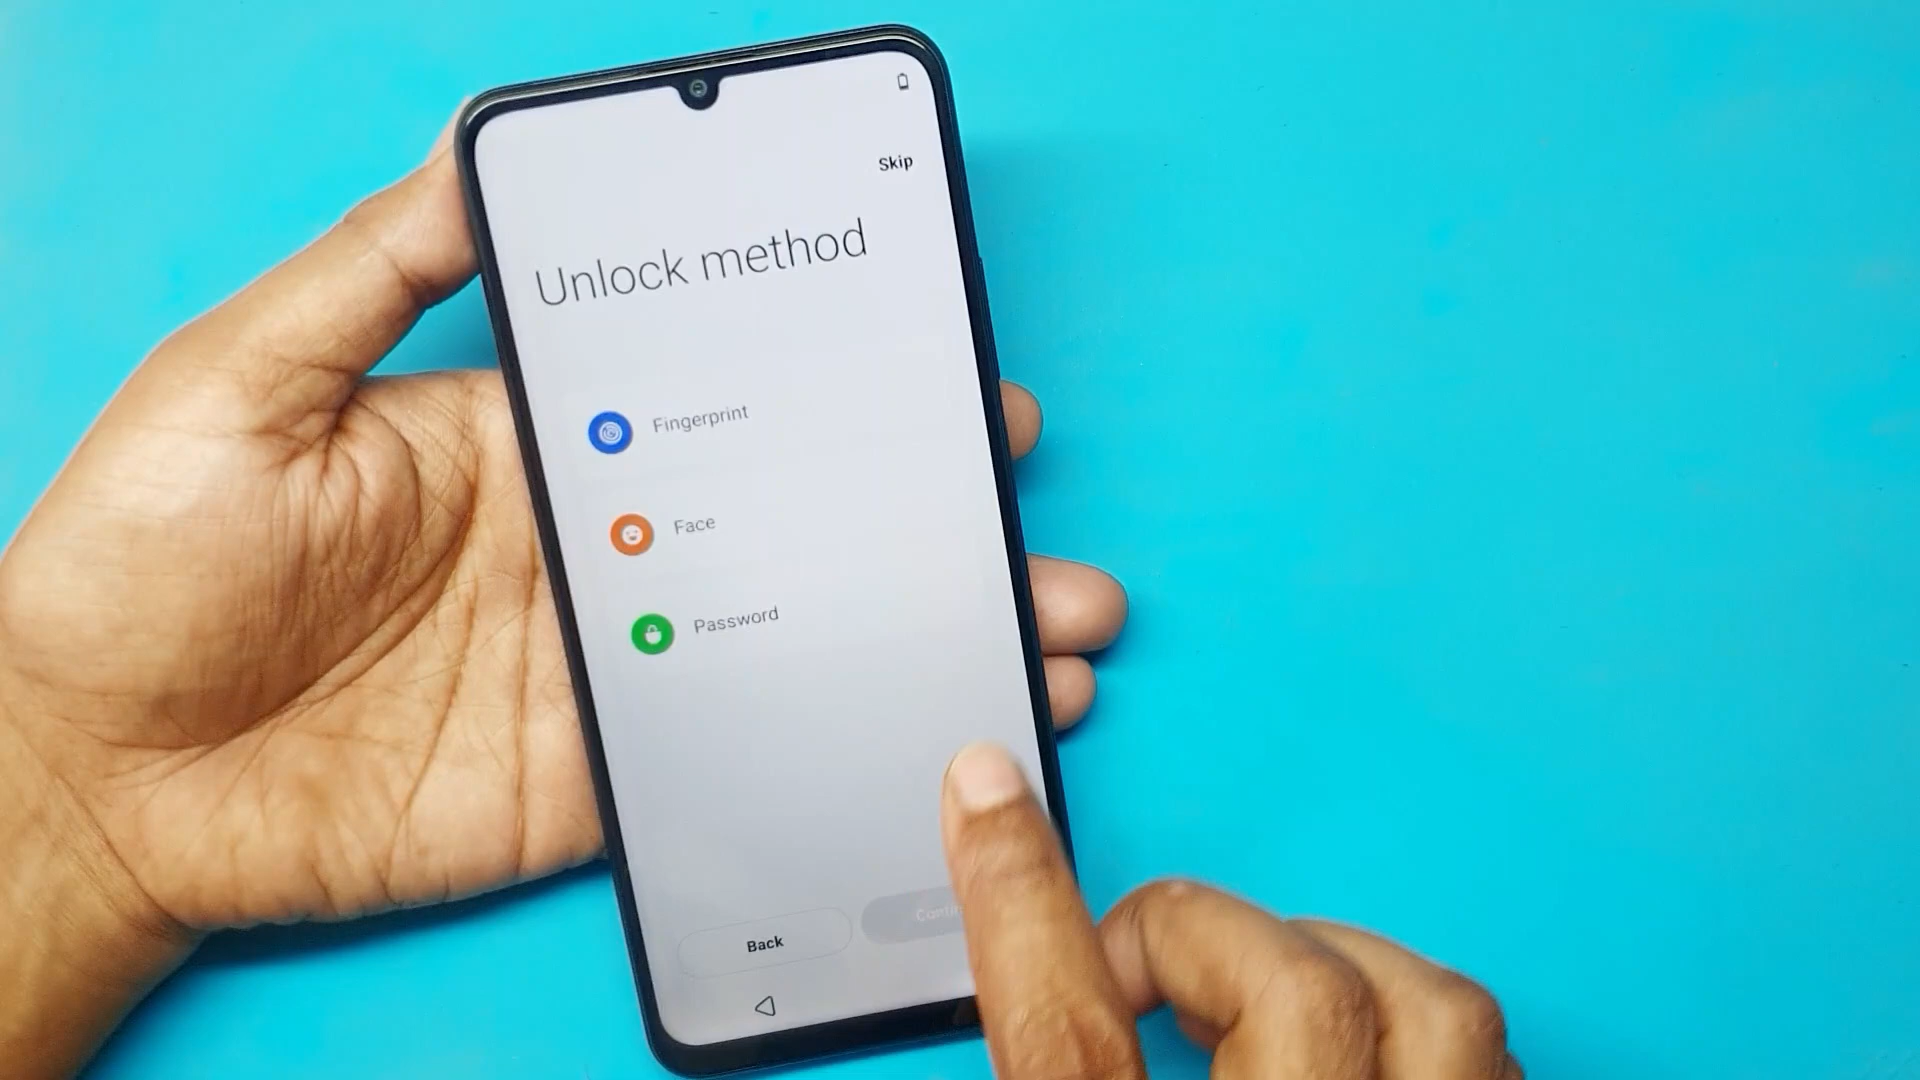 Skip
Unlock method
Fingerprint
Face
Password
Back